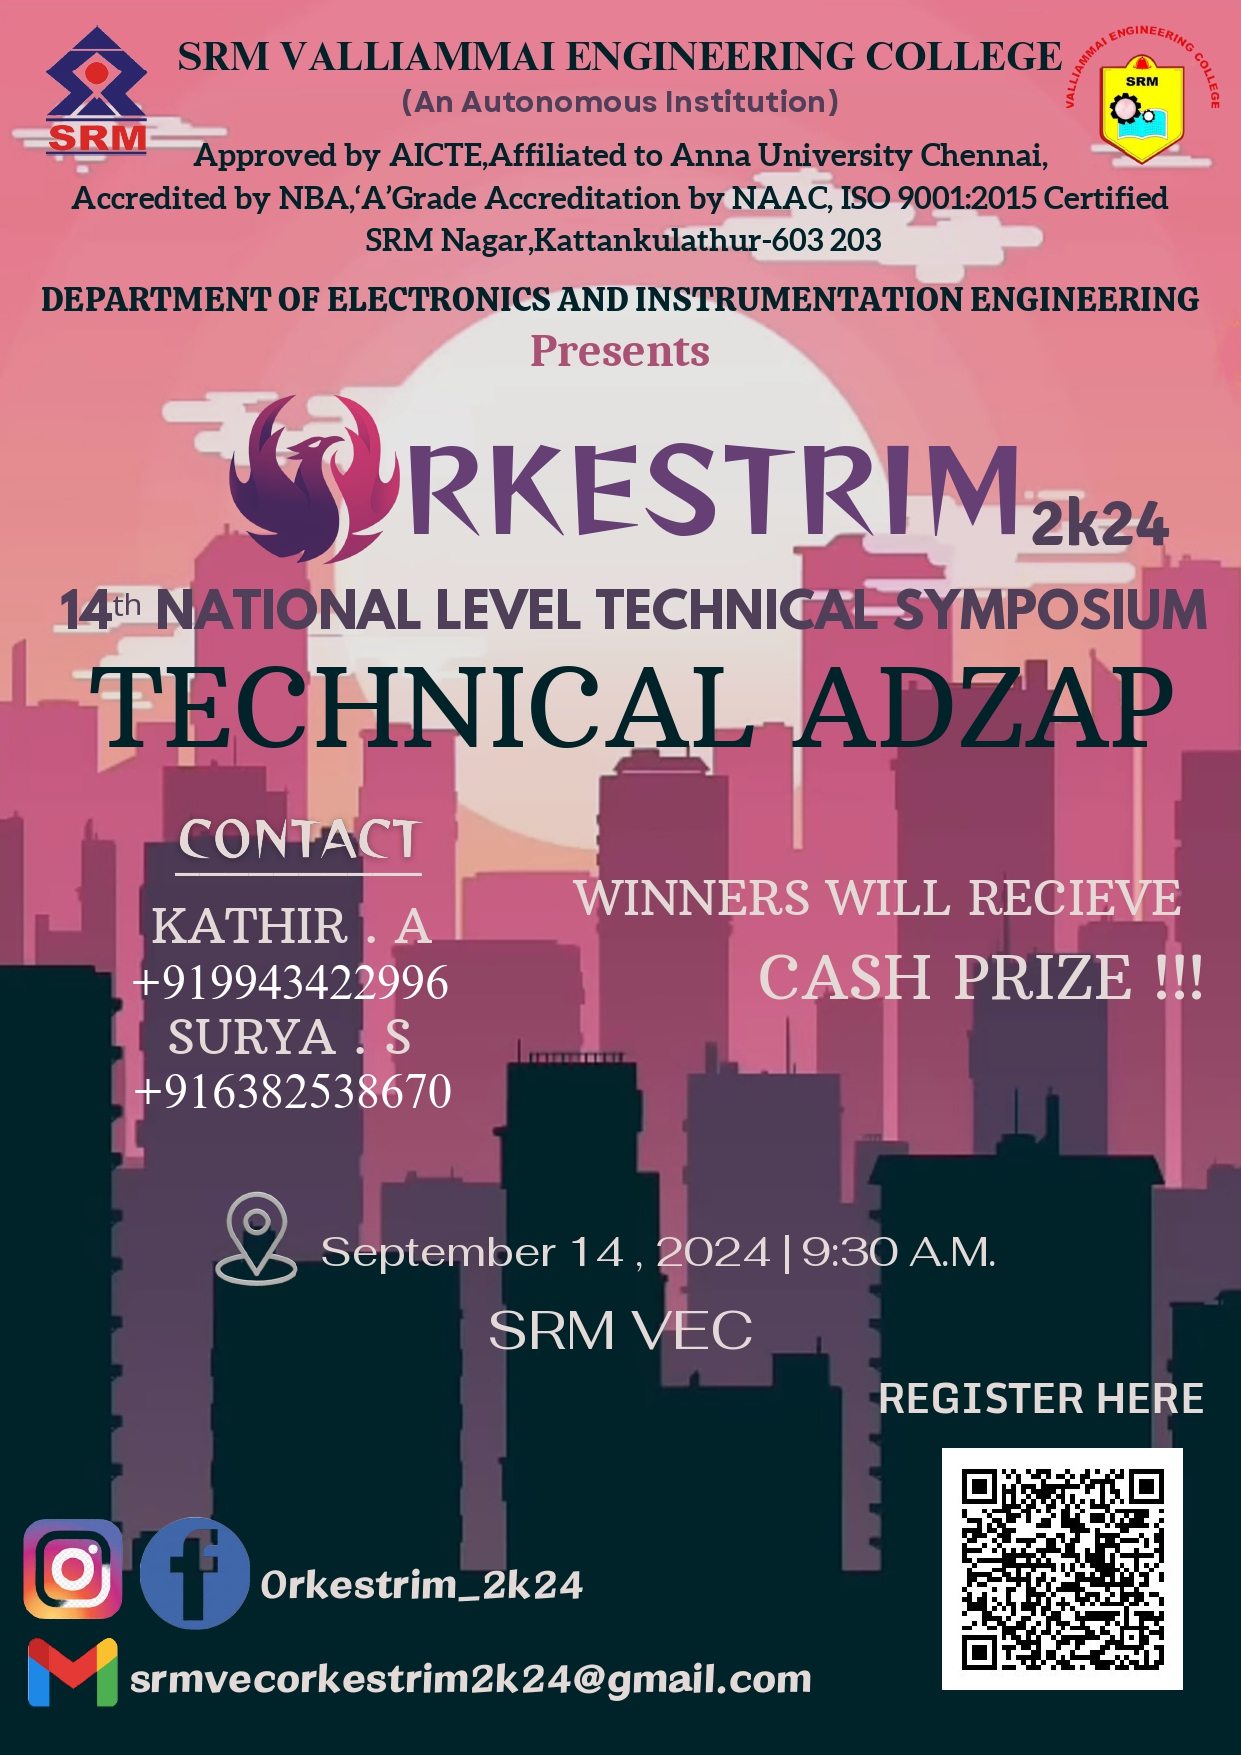 SRM VALLIAMMAI ENGINEERING COLLEGE
(An Autonomous Institution)
SRM
VALLIAMMAI ENGINEERING COLLEGE
SRM
Approved by AICTE,Affiliated to Anna University Chennai,
Accredited by NBA,‘A’Grade Accreditation by NAAC, ISO 9001:2015 Certified
SRM Nagar,Kattankulathur-603 203
DEPARTMENT OF ELECTRONICS AND INSTRUMENTATION ENGINEERING
Presents
ORKESTRIM 2k24
14th NATIONAL LEVEL TECHNICAL SYMPOSIUM
TECHNICAL ADZAP
CONTACT
KATHIR . A
+919943422996
SURYA . S
+916382538670
WINNERS WILL RECIEVE
CASH PRIZE !!!
September 14 , 2024 | 9:30 A.M.
SRM VEC
REGISTER HERE
Orkestrim_2k24
srmvecorkestrim2k24@gmail.com